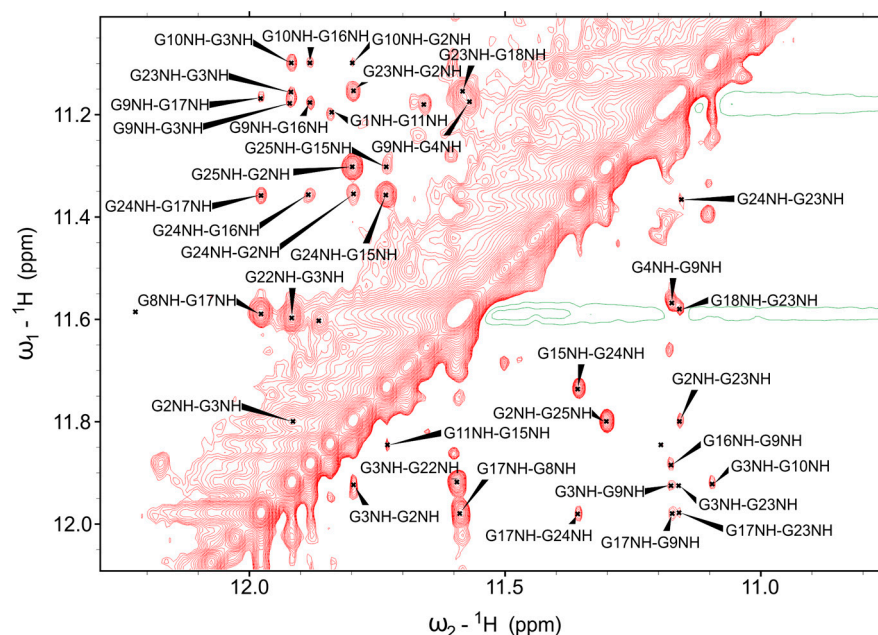 G10NH-G16NH
G10NH-G3NH
G10NH-G2NH
G23NH-G18NH
G23NH-G3NH
G23NH-G2NH
11.2
G9NH-G17NH
G9NH-G3NH
G9NH-G16NH
G1NH-G11NH
G9NH-G4NH
G25NH-G15NH
G25NH-G2NH
11.4
G24NH-G17NH
G24NH-G23NH
G24NH-G16NH
G24NH-G2NH
G24NH-G15NH
G22NH-G3NH
G4NH-G9NH
G8NH-G17NH
G18NH-G23NH
11.6
ω1 - 1H (ppm)
G15NH-G24NH
G2NH-G23NH
G2NH-G3NH
G2NH-G25NH
11.8
G11NH-G15NH
G16NH-G9NH
G3NH-G22NH
G17NH-G8NH
G3NH-G10NH
G3NH-G9NH
G3NH-G2NH
G3NH-G23NH
12.0
G17NH-G24NH
G17NH-G23NH
G17NH-G9NH
12.0 11.5 11.0
ω2 - 1H (ppm)